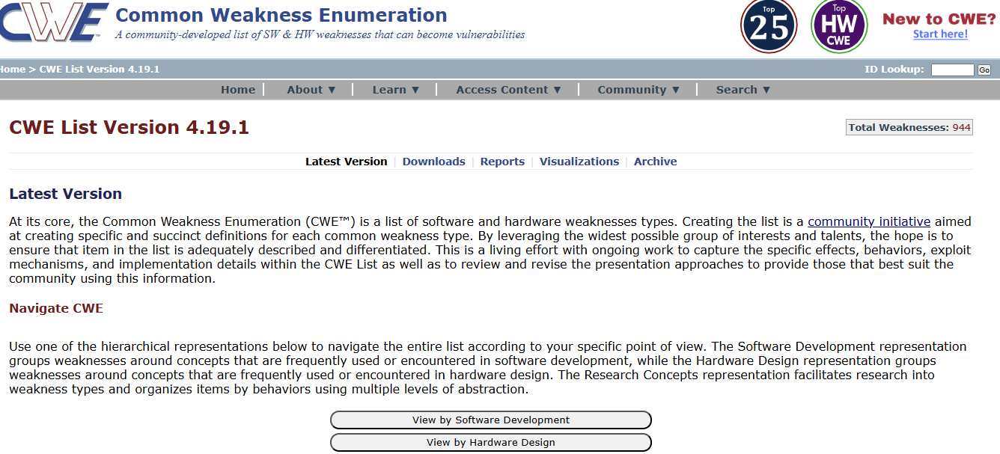 CWE™ Common Weakness Enumeration
A community-developed list of SW & HW weaknesses that can become vulnerabilities
Top 25
Top HW CWE
New to CWE?
Start here!
Home > CWE List Version 4.19.1
ID Lookup: Go
Home About ▼ Learn ▼ Access Content ▼ Community ▼ Search ▼
CWE List Version 4.19.1
Total Weaknesses: 944
Latest Version | Downloads | Reports | Visualizations | Archive
Latest Version
At its core, the Common Weakness Enumeration (CWE™) is a list of software and hardware weaknesses types. Creating the list is a community initiative aimed
at creating specific and succinct definitions for each common weakness type. By leveraging the widest possible group of interests and talents, the hope is to
ensure that item in the list is adequately described and differentiated. This is a living effort with ongoing work to capture the specific effects, behaviors, exploit
mechanisms, and implementation details within the CWE List as well as to review and revise the presentation approaches to provide those that best suit the
community using this information.
Navigate CWE
Use one of the hierarchical representations below to navigate the entire list according to your specific point of view. The Software Development representation
groups weaknesses around concepts that are frequently used or encountered in software development, while the Hardware Design representation groups
weaknesses around concepts that are frequently used or encountered in hardware design. The Research Concepts representation facilitates research into
weakness types and organizes items by behaviors using multiple levels of abstraction.
View by Software Development
View by Hardware Design